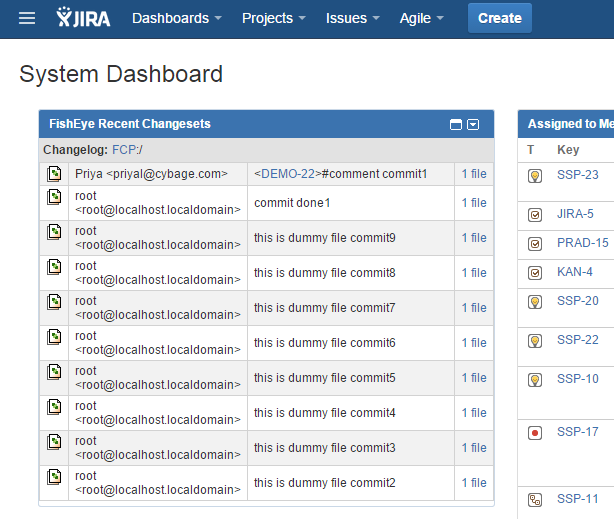 JIRA Dashboards Projects Issues Agile Create
System Dashboard
FishEye Recent Changesets
Changelog: FCP:/
Priya <priyal@cybage.com> <DEMO-22>#comment commit1 1 file
root
<root@localhost.localdomain> commit done1 1 file
root
<root@localhost.localdomain> this is dummy file commit9 1 file
root
<root@localhost.localdomain> this is dummy file commit8 1 file
root
<root@localhost.localdomain> this is dummy file commit7 1 file
root
<root@localhost.localdomain> this is dummy file commit6 1 file
root
<root@localhost.localdomain> this is dummy file commit5 1 file
root
<root@localhost.localdomain> this is dummy file commit4 1 file
root
<root@localhost.localdomain> this is dummy file commit3 1 file
root
<root@localhost.localdomain> this is dummy file commit2 1 file
Assigned to Me
T Key
SSP-23
JIRA-5
PRAD-15
KAN-4
SSP-20
SSP-22
SSP-10
SSP-17
SSP-11